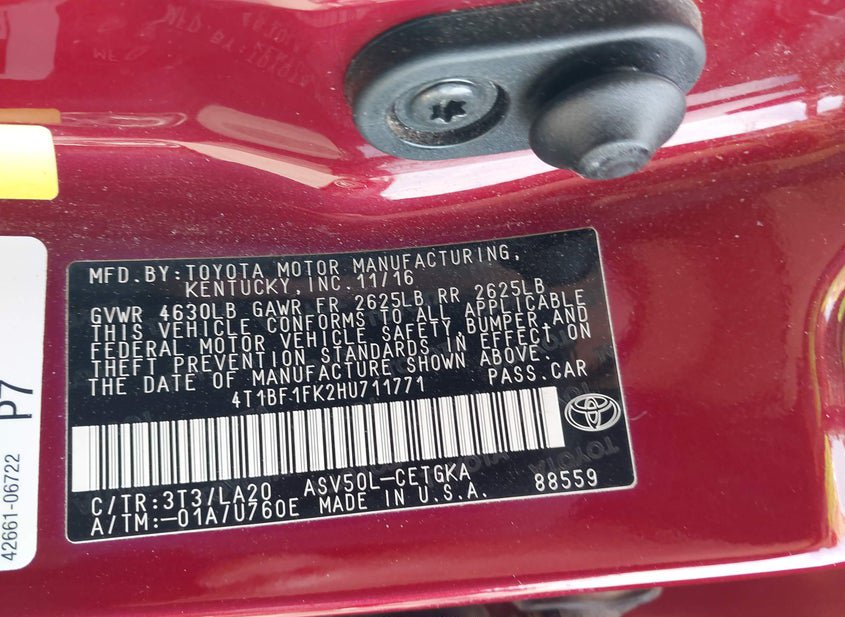 MFD.BY:TOYOTA MOTOR MANUFACTURING,
KENTUCKY,INC.11/16
GVWR 4630LB GAWR FR 2625LB RR 2625LB
THIS VEHICLE CONFORMS TO ALL APPLICABLE
FEDERAL MOTOR VEHICLE SAFETY,BUMPER,AND
THEFT PREVENTION STANDARDS IN EFFECT ON
THE DATE OF MANUFACTURE SHOWN ABOVE.
4T1BF1FK2HU711771 PASS.CAR
C/TR:3T3/LA20 ASV50L-CETGKA
A/TM:-01A/U760E MADE IN U.S.A. 88559
P7
42661-06722